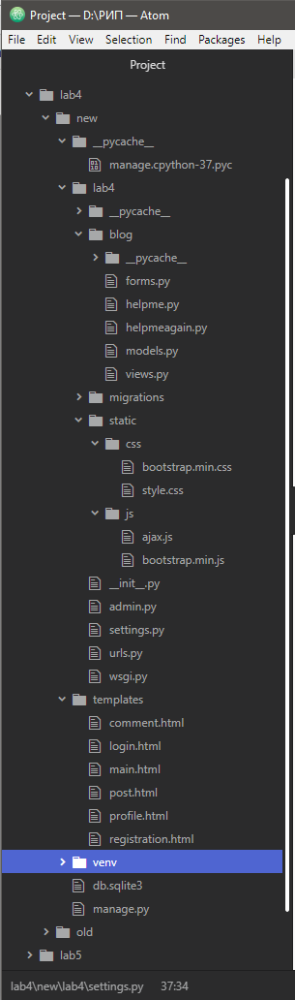 Project — D:\РИП — Atom
File Edit View Selection Find Packages Help
Project
lab4
new
__pycache__
manage.cpython-37.pyc
lab4
__pycache__
blog
__pycache__
forms.py
helpme.py
helpmeagain.py
models.py
views.py
migrations
static
css
bootstrap.min.css
style.css
js
ajax.js
bootstrap.min.js
__init__.py
admin.py
settings.py
urls.py
wsgi.py
templates
comment.html
login.html
main.html
post.html
profile.html
registration.html
venv
db.sqlite3
manage.py
old
lab5
lab4\new\lab4\settings.py 37:34